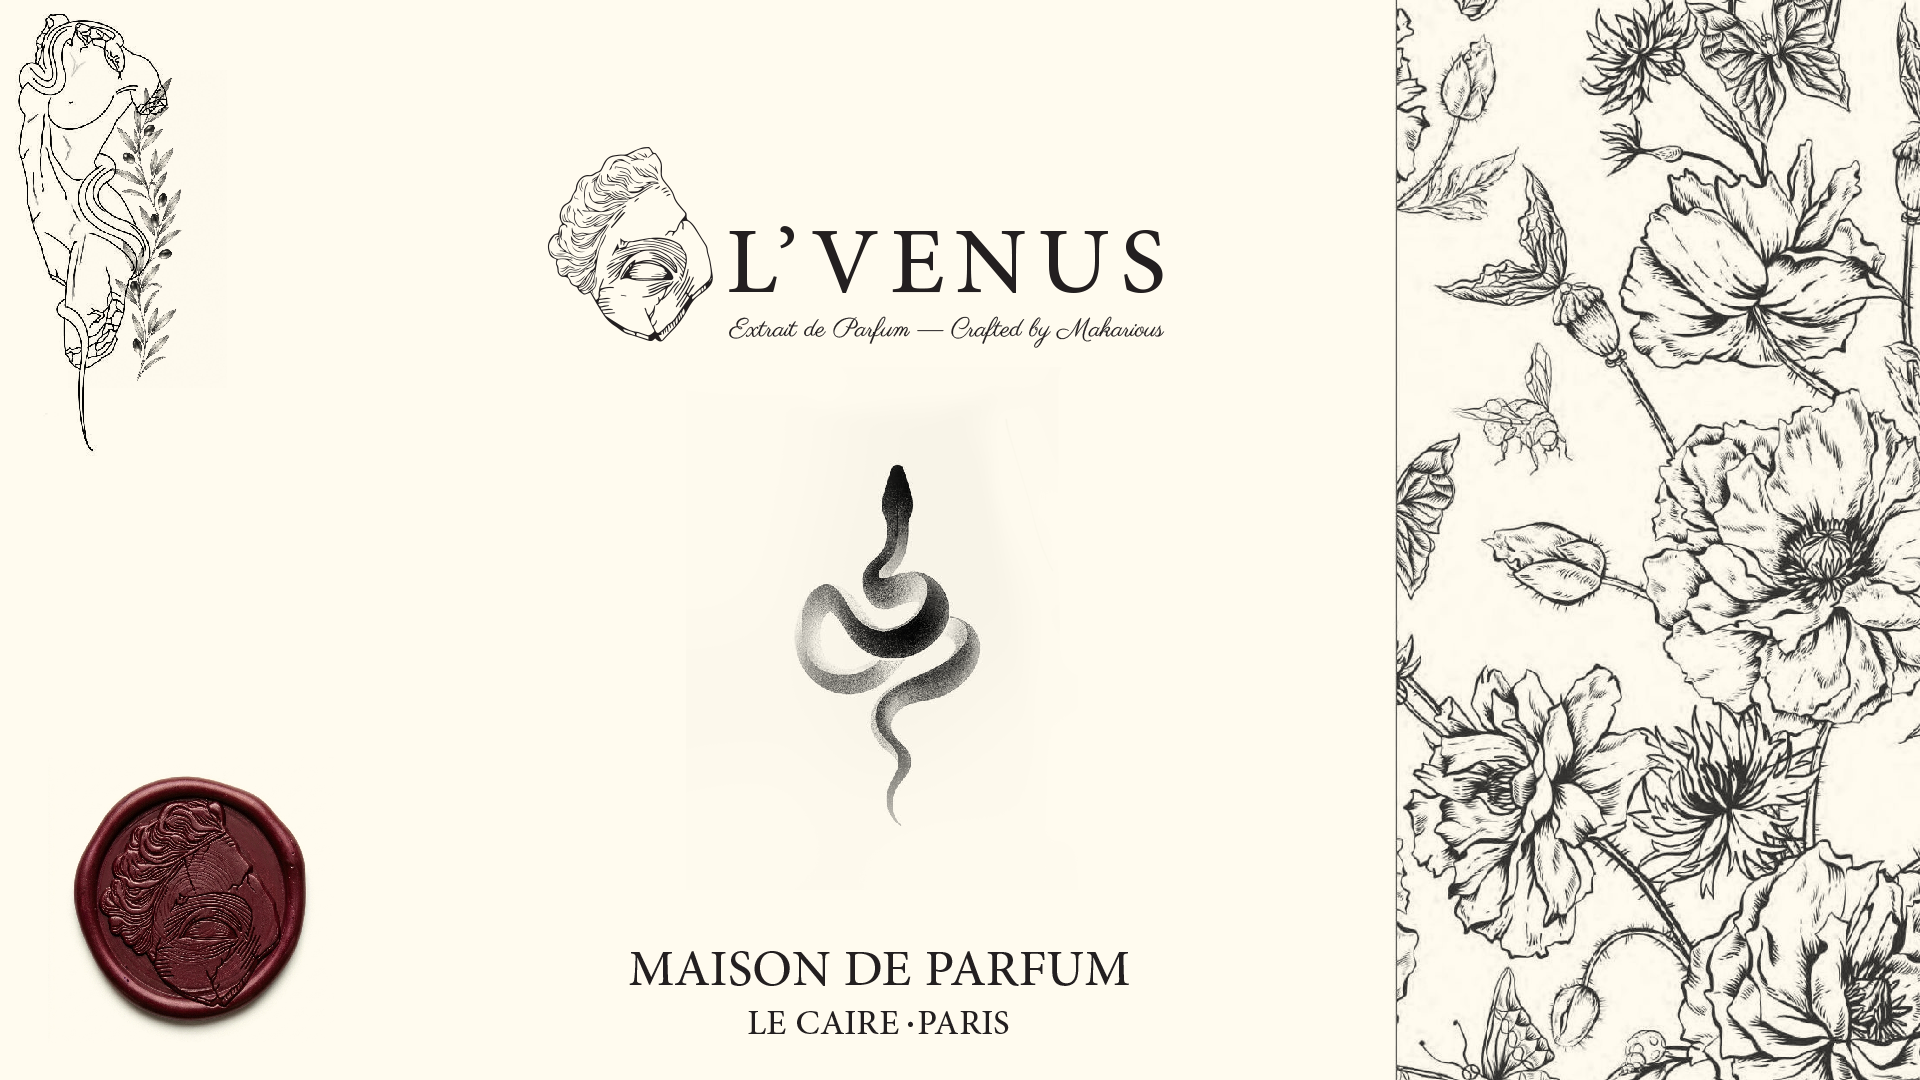 L’VENUS
Extrait de Parfum — Crafted by Makarious
MAISON DE PARFUM
LE CAIRE · PARIS